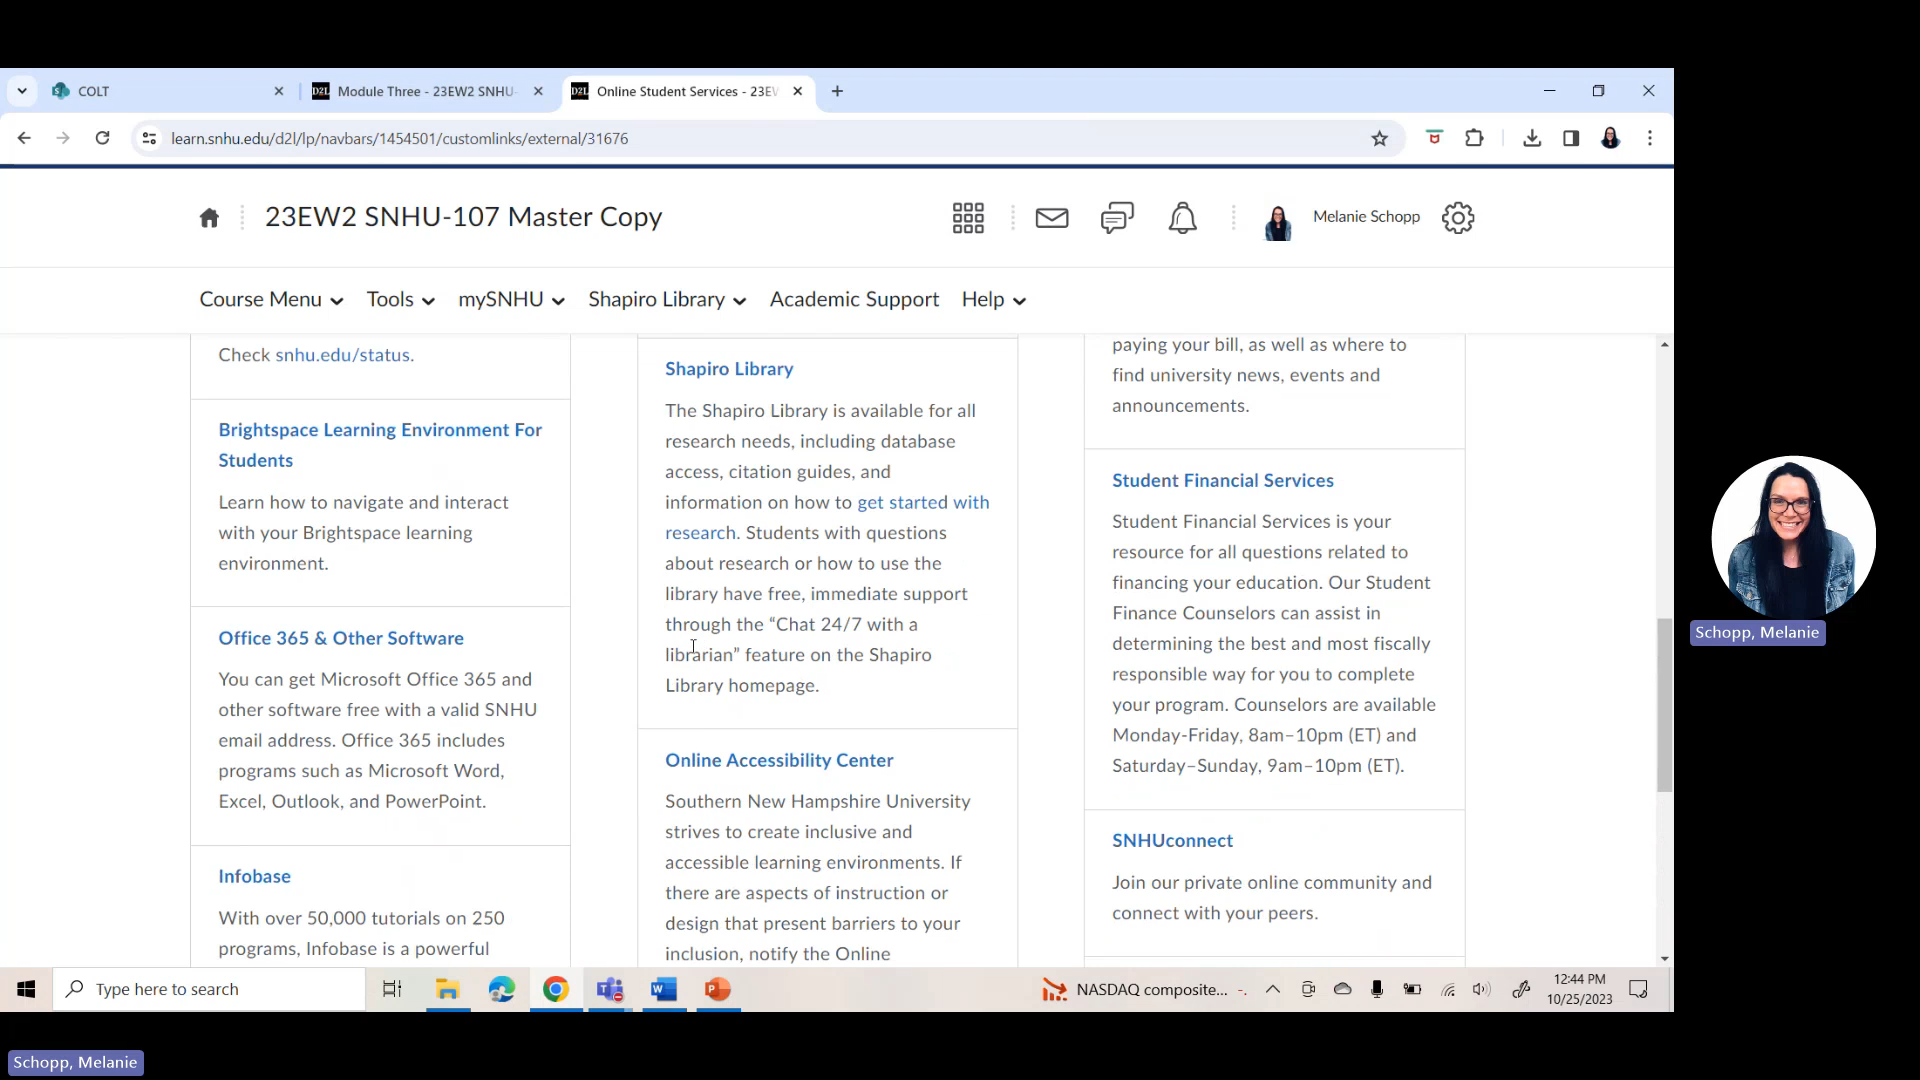 COLT
Module Three - 23EW2 SNHU-
Online Student Services - 23EW
learn.snhu.edu/d2l/lp/navbars/1454501/customlinks/external/31676
23EW2 SNHU-107 Master Copy
Melanie Schopp
Course Menu
Tools
mySNHU
Shapiro Library
Academic Support
Help
Check snhu.edu/status.
Brightspace Learning Environment For
Students
Learn how to navigate and interact
with your Brightspace learning
environment.
Office 365 & Other Software
You can get Microsoft Office 365 and
other software free with a valid SNHU
email address. Office 365 includes
programs such as Microsoft Word,
Excel, Outlook, and PowerPoint.
Infobase
With over 50,000 tutorials on 250
programs, Infobase is a powerful
Shapiro Library
The Shapiro Library is available for all
research needs, including database
access, citation guides, and
information on how to get started with
research. Students with questions
about research or how to use the
library have free, immediate support
through the “Chat 24/7 with a
librarian” feature on the Shapiro
Library homepage.
Online Accessibility Center
Southern New Hampshire University
strives to create inclusive and
accessible learning environments. If
there are aspects of instruction or
design that present barriers to your
inclusion, notify the Online
paying your bill, as well as where to
find university news, events and
announcements.
Student Financial Services
Student Financial Services is your
resource for all questions related to
financing your education. Our Student
Finance Counselors can assist in
determining the best and most fiscally
responsible way for you to complete
your program. Counselors are available
Monday-Friday, 8am–10pm (ET) and
Saturday–Sunday, 9am–10pm (ET).
SNHUconnect
Join our private online community and
connect with your peers.
Schopp, Melanie
Type here to search
NASDAQ composite... -.
12:44 PM
10/25/2023
Schopp, Melanie